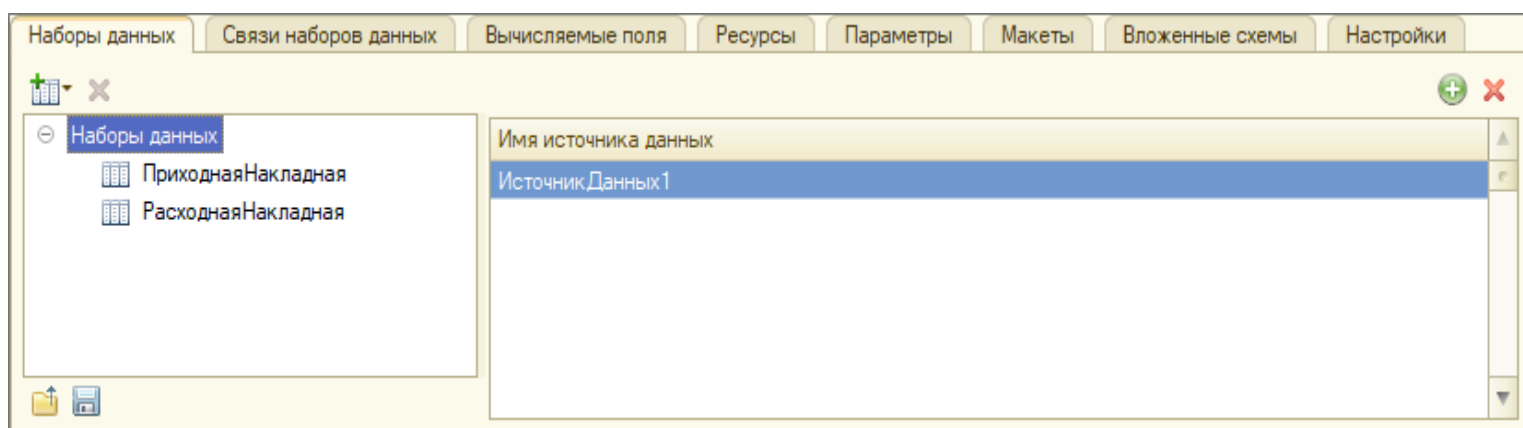 Наборы данных Связи наборов данных Вычисляемые поля Ресурсы Параметры Макеты Вложенные схемы Настройки
Наборы данных
ПриходнаяНакладная
РасходнаяНакладная
Имя источника данных
ИсточникДанных1